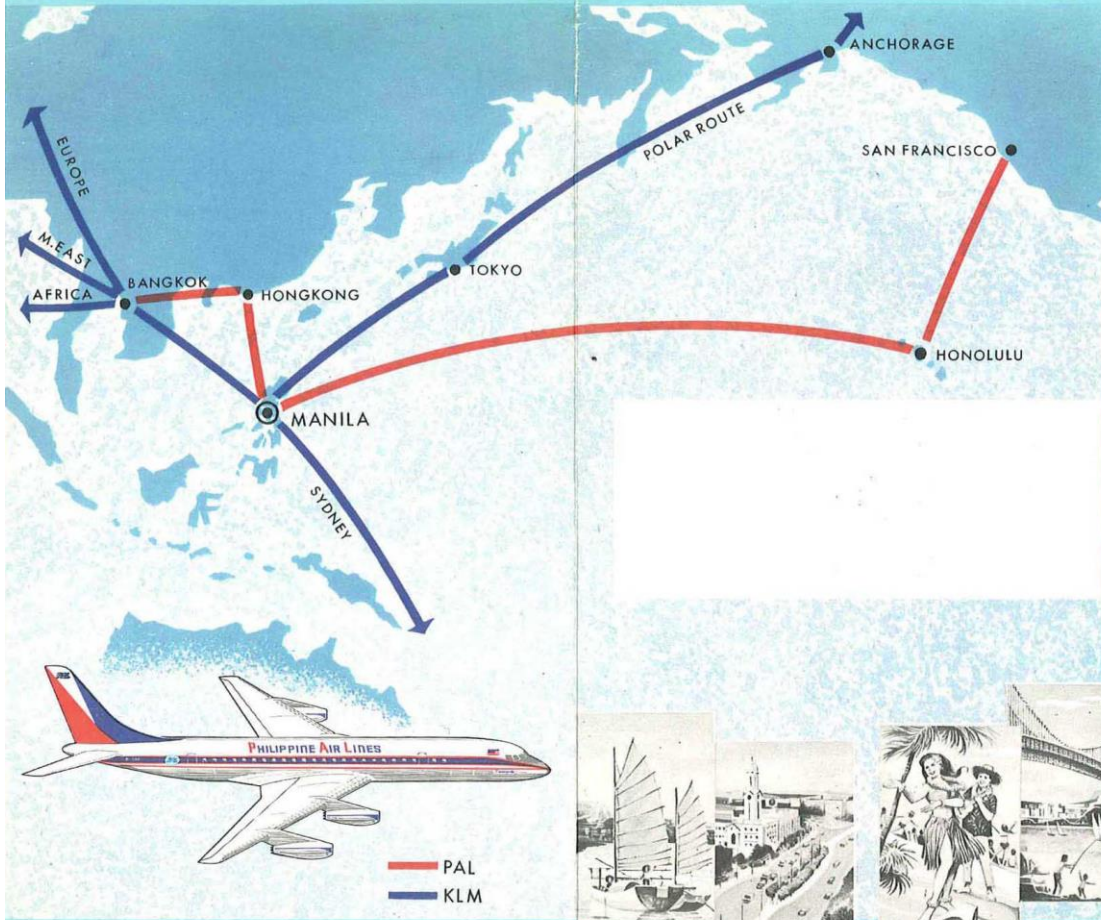 ANCHORAGE
POLAR ROUTE
SAN FRANCISCO
EUROPE
M.EAST
AFRICA
BANGKOK
HONGKONG
TOKYO
HONOLULU
MANILA
SYDNEY
PHILIPPINE AIR LINES
PAL
KLM